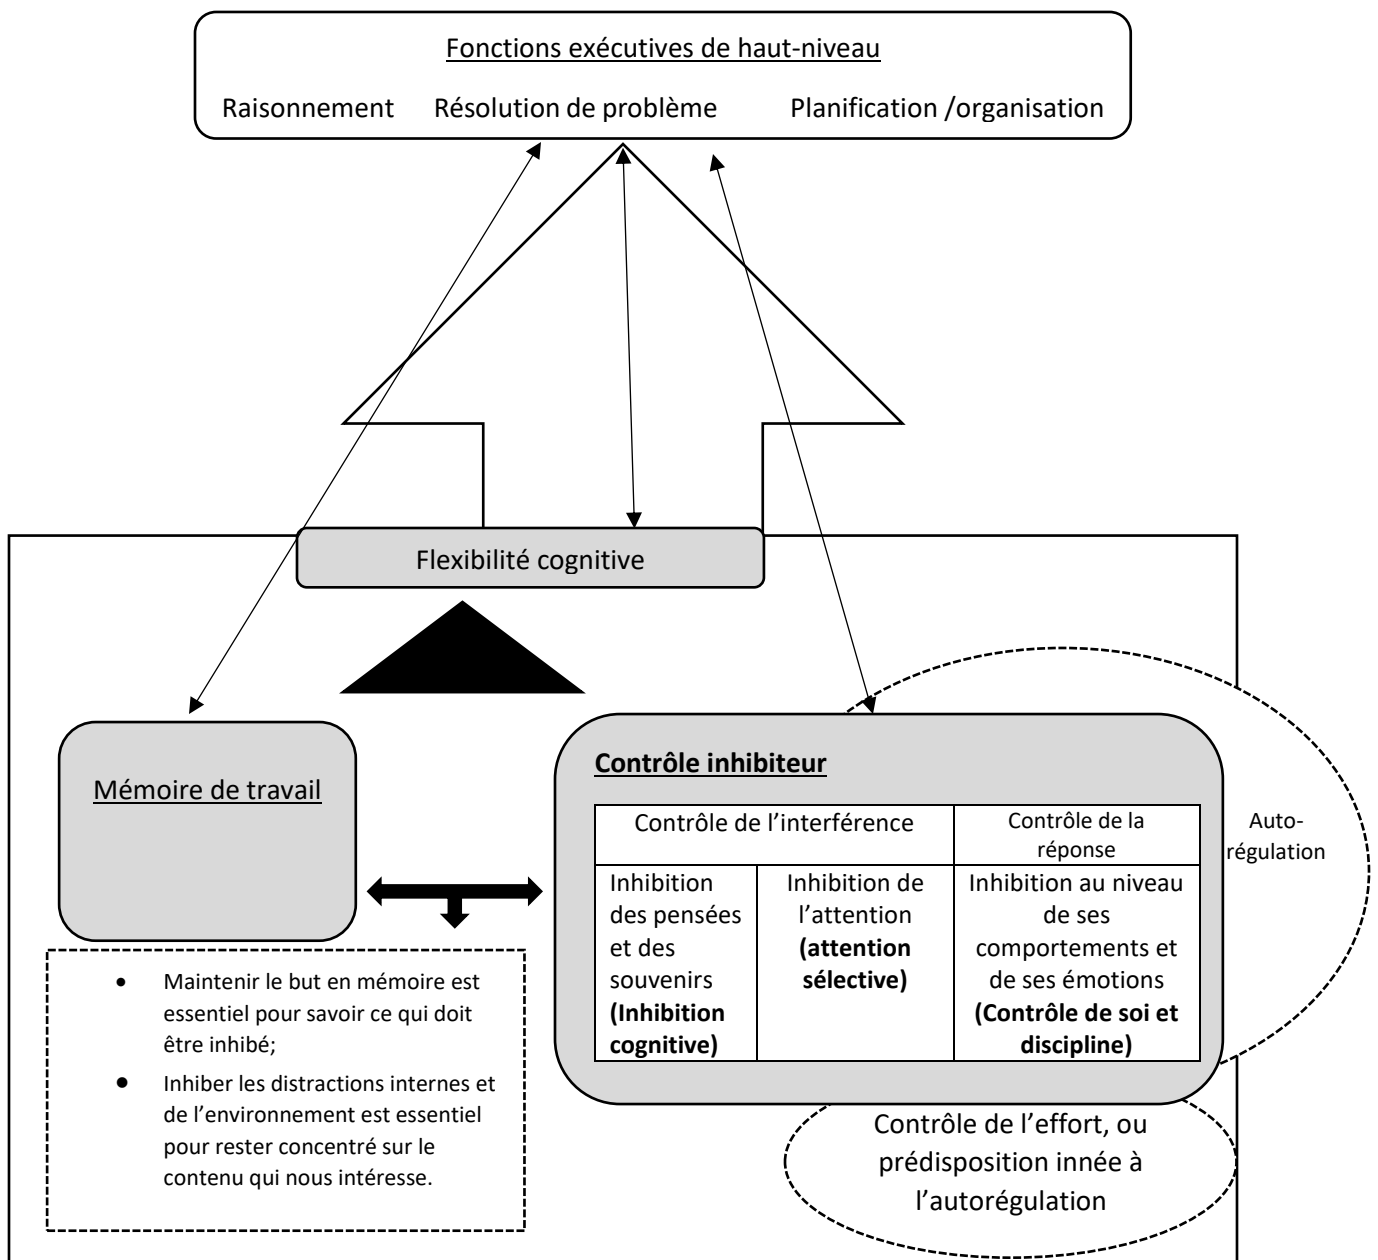 Fonctions exécutives de haut-niveau
Raisonnement Résolution de problème Planification /organisation
Flexibilité cognitive
Mémoire de travail
Contrôle inhibiteur
Contrôle de l’interférence
Contrôle de la
réponse
Inhibition
des pensées
et des
souvenirs
(Inhibition
cognitive)
Inhibition de
l’attention
(attention
sélective)
Inhibition au niveau
de ses
comportements et
de ses émotions
(Contrôle de soi et
discipline)
Auto-
régulation
• Maintenir le but en mémoire est
essentiel pour savoir ce qui doit
être inhibé;
• Inhiber les distractions internes et
de l’environnement est essentiel
pour rester concentré sur le
contenu qui nous intéresse.
Contrôle de l’effort, ou
prédisposition innée à
l’autorégulation